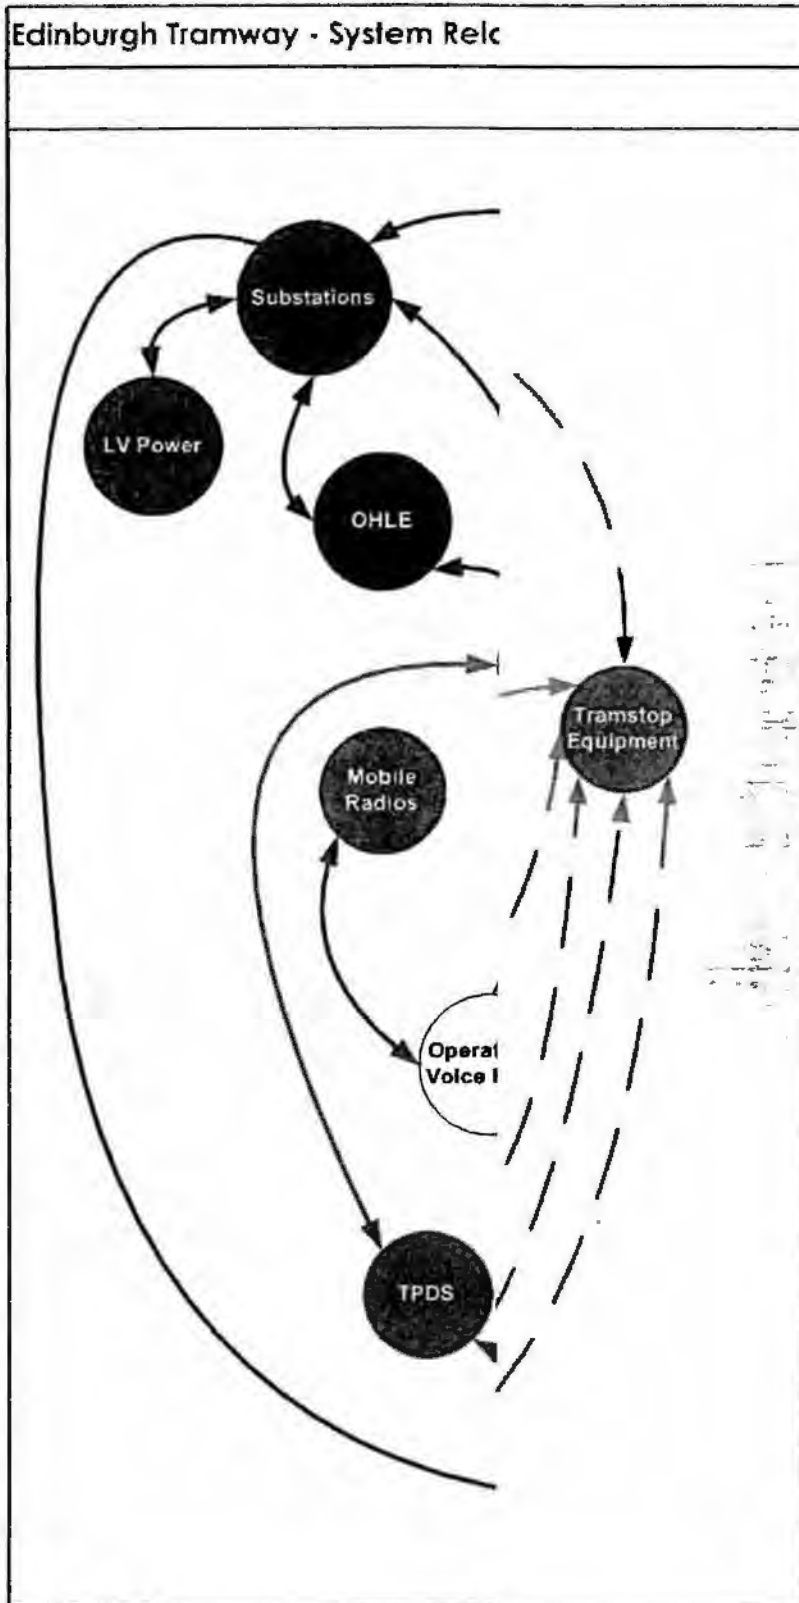 Edinburgh Tramway - System Relc
Substations
LV Power
OHLE
Tramstop
Equipment
Mobile
Radios
Operat
Voice
TPDS